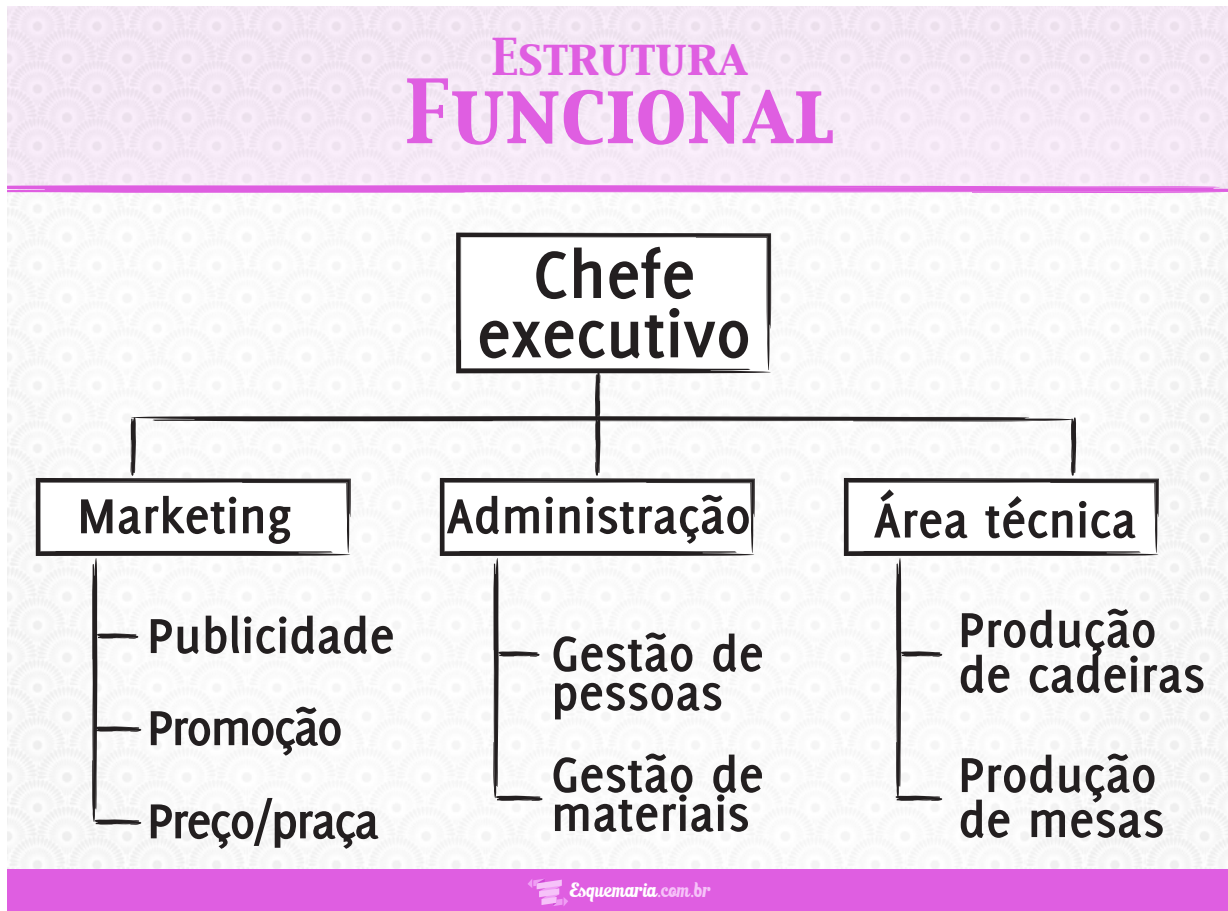 Estrutura
Funcional
Chefe
executivo
Marketing
Publicidade
Promoção
Preço/praça
Administração
Gestão de
pessoas
Gestão de
materiais
Área técnica
Produção
de cadeiras
Produção
de mesas
Esquemaria.com.br